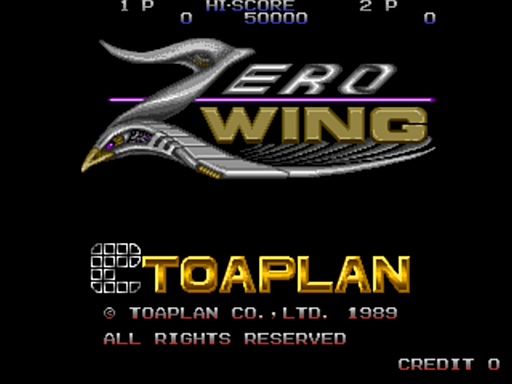 1 P HI-SCORE 2 P
0 50000 0
ZERO
WING
TOAPLAN
© TOAPLAN CO.,LTD. 1989
ALL RIGHTS RESERVED
CREDIT 0